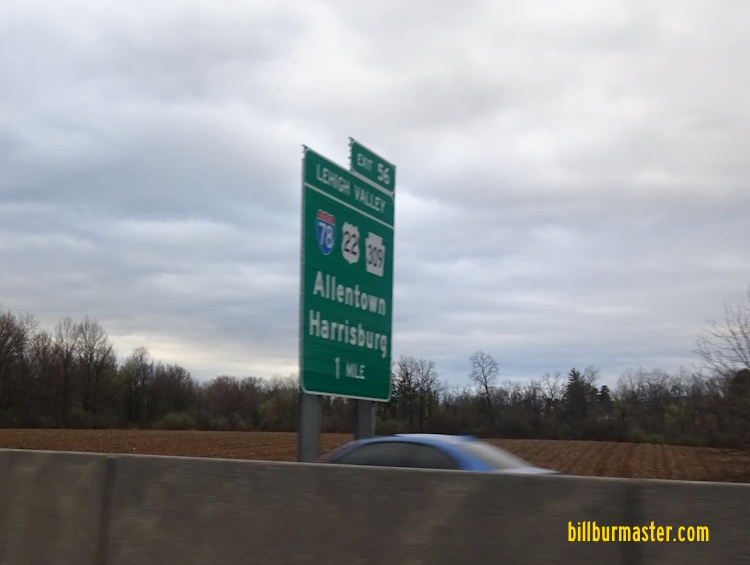 EXIT 56
LEHIGH VALLEY
78 22 309
Allentown
Harrisburg
1 MILE
billburmaster.com